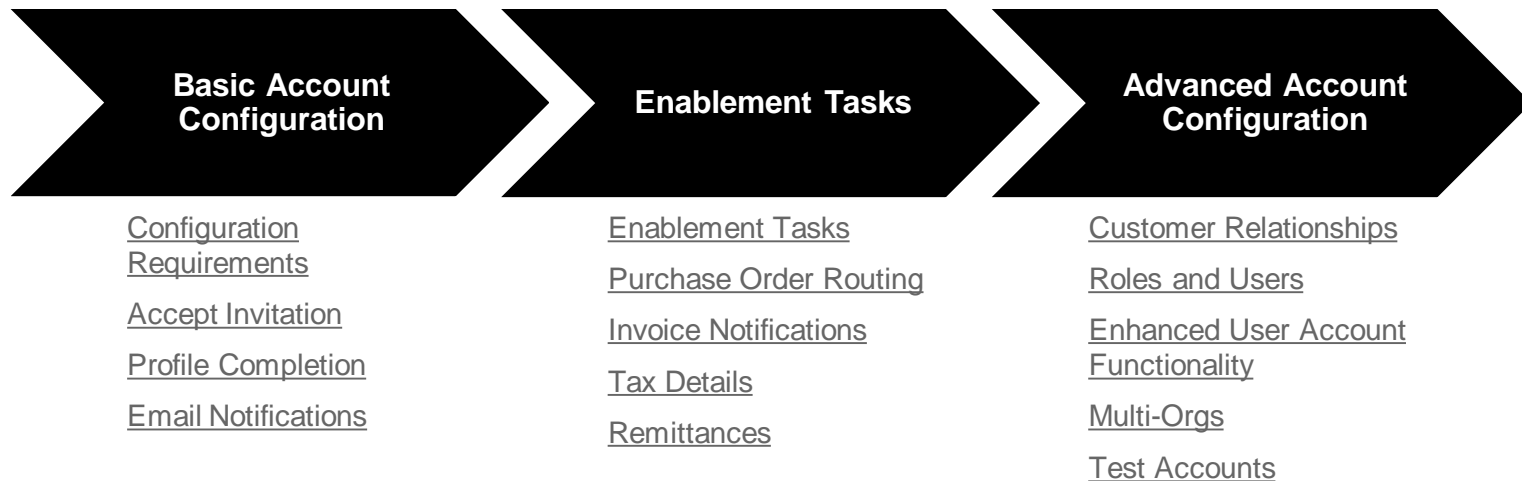 Basic Account
Configuration
Enablement Tasks
Advanced Account
Configuration
Configuration
Requirements
Accept Invitation
Profile Completion
Email Notifications
Enablement Tasks
Purchase Order Routing
Invoice Notifications
Tax Details
Remittances
Customer Relationships
Roles and Users
Enhanced User Account
Functionality
Multi-Orgs
Test Accounts